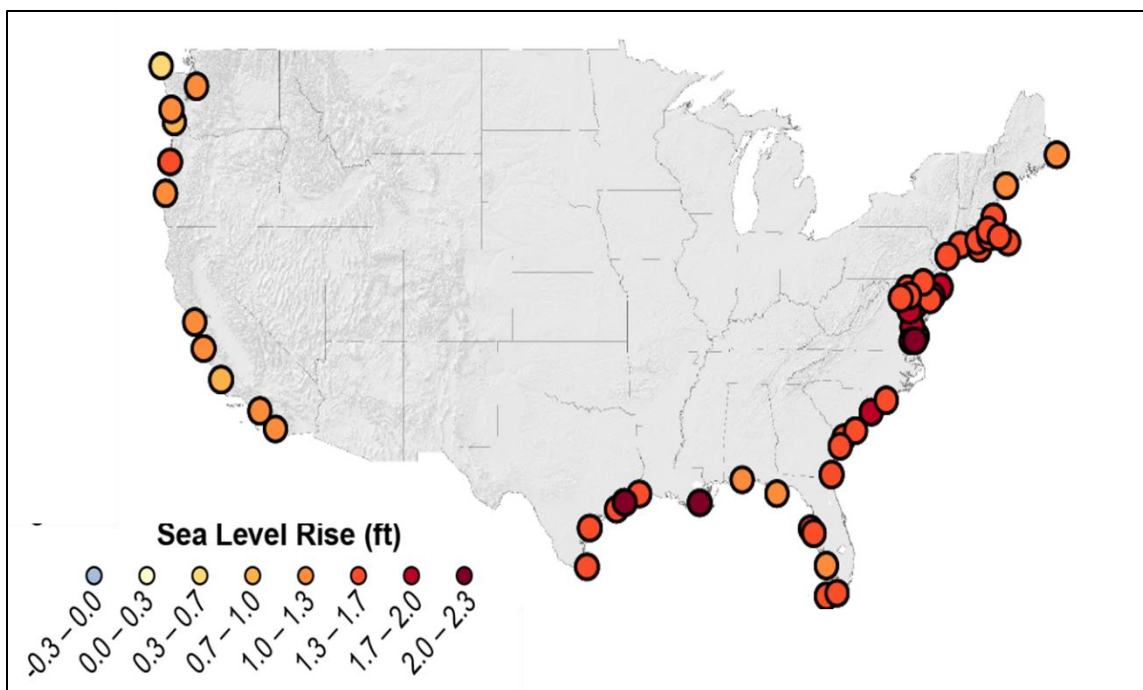 Sea Level Rise (ft)
-0.3 – 0.0
0.0 – 0.3
0.3 – 0.7
0.7 – 1.0
1.0 – 1.3
1.3 – 1.7
1.7 – 2.0
2.0 – 2.3